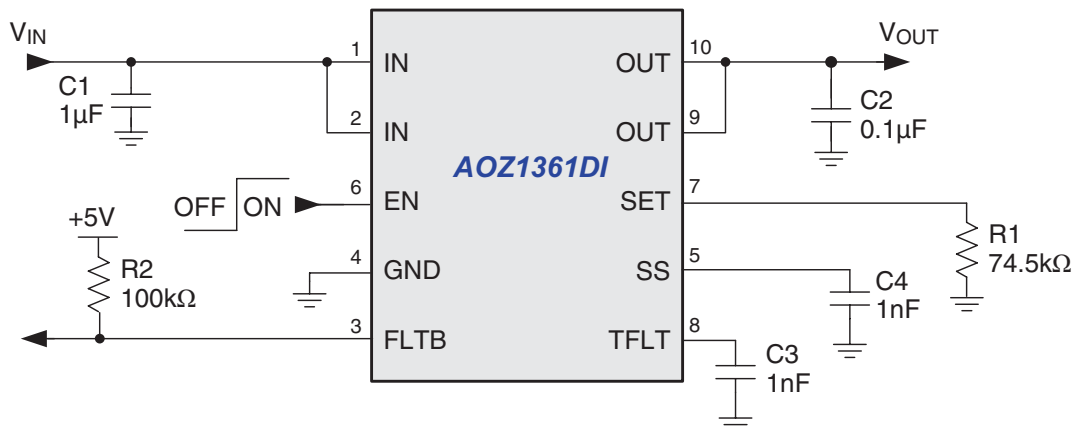 V_IN
C1
1µF
1
IN
2
IN
OFF ON
6
EN
+5V
R2
100kΩ
4
GND
3
FLTB
AOZ1361DI
OUT
10
V_OUT
C2
0.1µF
OUT
9
SET
7
R1
74.5kΩ
SS
5
C4
1nF
TFLT
8
C3
1nF